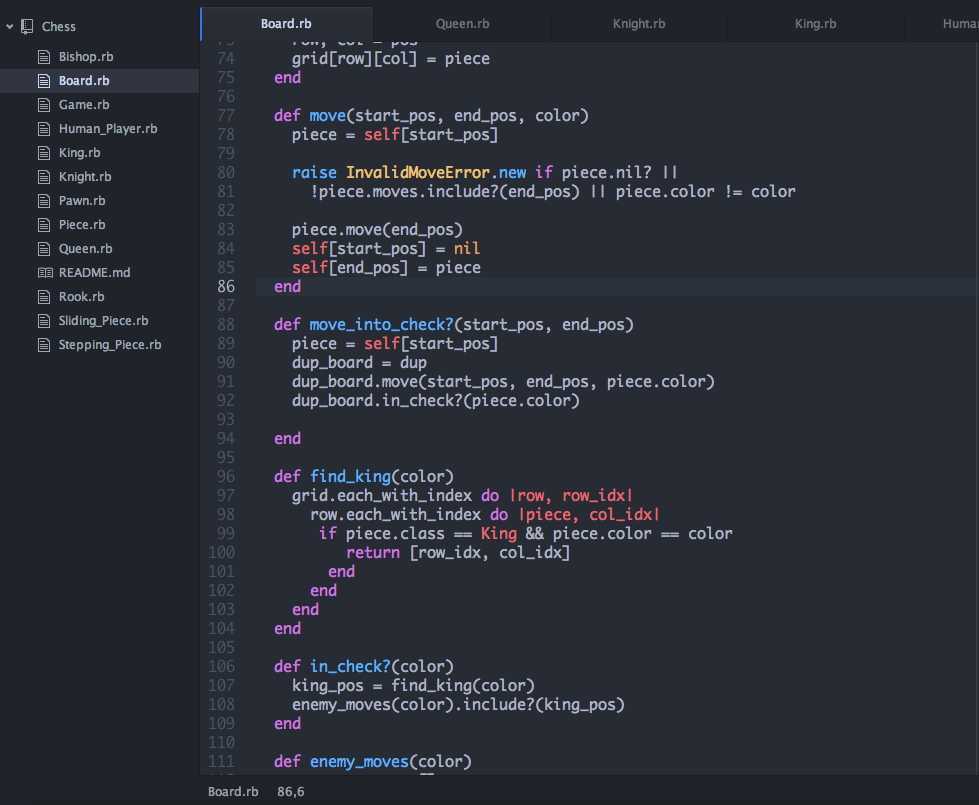 Chess
Bishop.rb
Board.rb
Game.rb
Human_Player.rb
King.rb
Knight.rb
Pawn.rb
Piece.rb
Queen.rb
README.md
Rook.rb
Sliding_Piece.rb
Stepping_Piece.rb
Board.rb Queen.rb Knight.rb King.rb Human
73 row, col = pos
74 grid[row][col] = piece
75 end
76
77 def move(start_pos, end_pos, color)
78 piece = self[start_pos]
79
80 raise InvalidMoveError.new if piece.nil? ||
81 !piece.moves.include?(end_pos) || piece.color != color
82
83 piece.move(end_pos)
84 self[start_pos] = nil
85 self[end_pos] = piece
86 end
87
88 def move_into_check?(start_pos, end_pos)
89 piece = self[start_pos]
90 dup_board = dup
91 dup_board.move(start_pos, end_pos, piece.color)
92 dup_board.in_check?(piece.color)
93
94 end
95
96 def find_king(color)
97 grid.each_with_index do |row, row_idx|
98 row.each_with_index do |piece, col_idx|
99 if piece.class == King && piece.color == color
100 return [row_idx, col_idx]
101 end
102 end
103 end
104 end
105
106 def in_check?(color)
107 king_pos = find_king(color)
108 enemy_moves(color).include?(king_pos)
109 end
110
111 def enemy_moves(color)
Board.rb 86,6